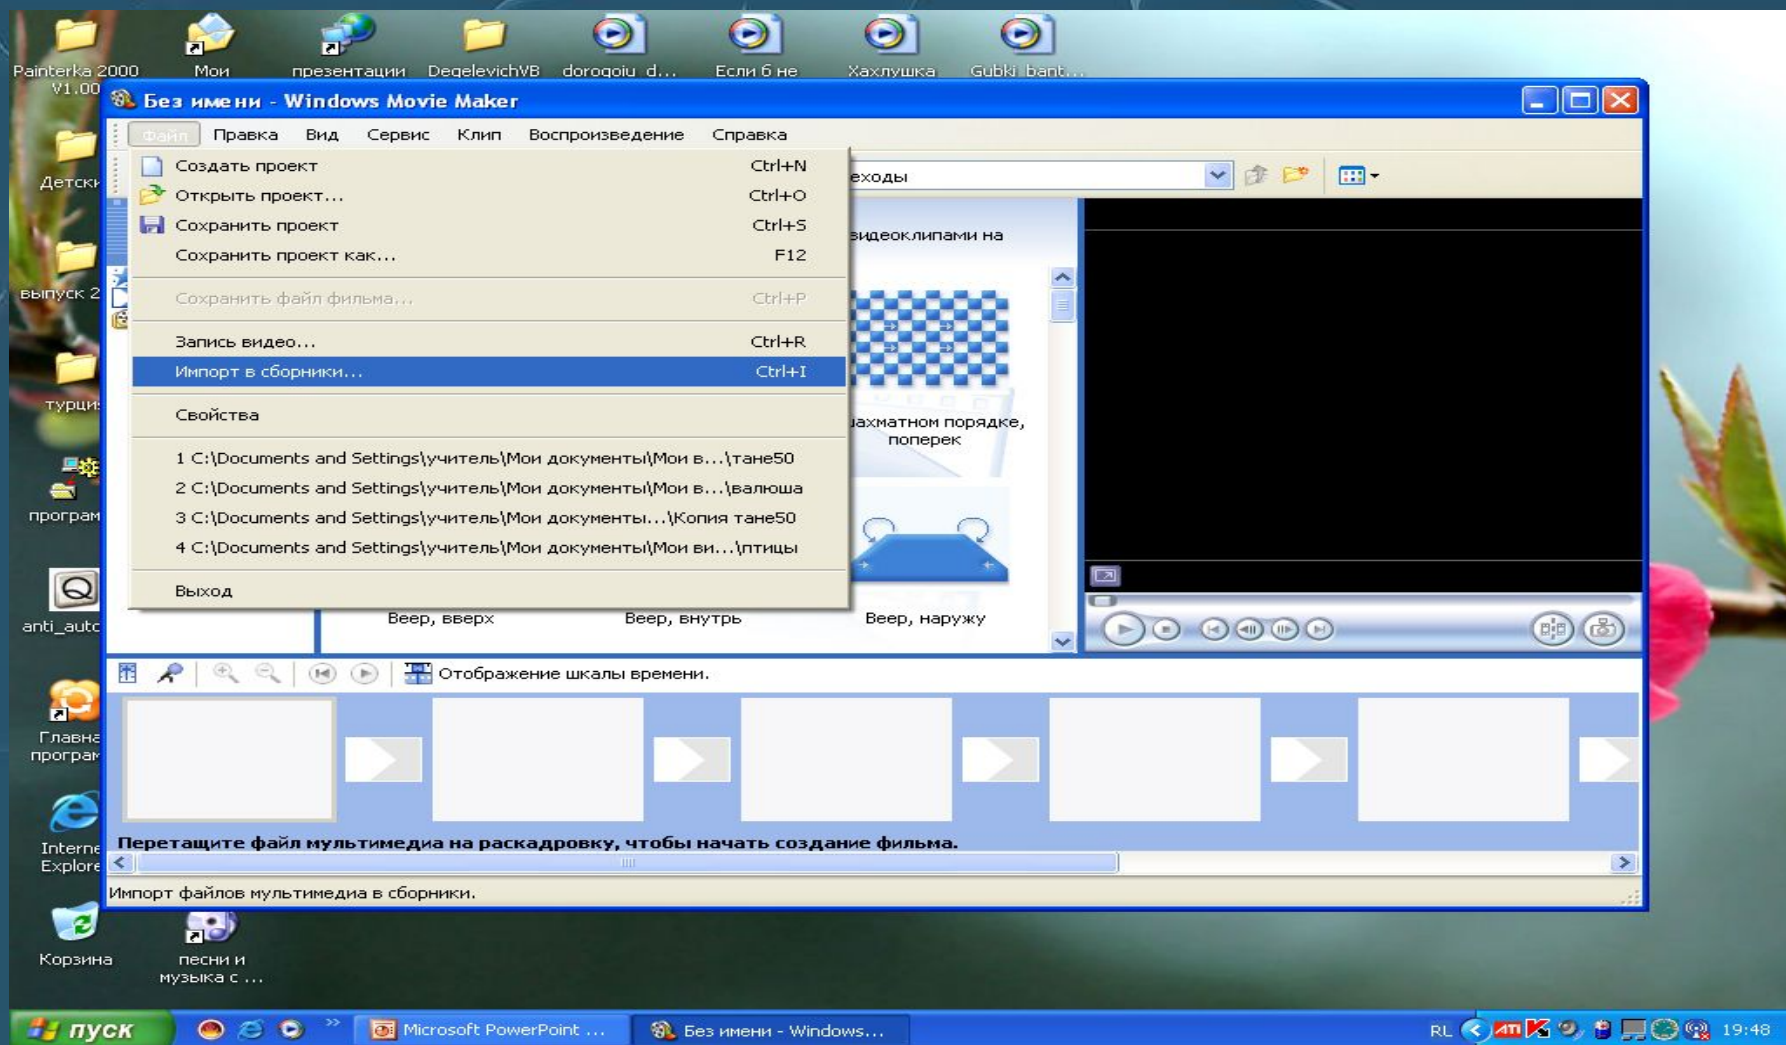 Painterka 2000
V1.00
Мои
презентации
DegelevichVB
dorogoiu_d...
Если б не
Хахлушка
Gubki_bant...
Без имени - Windows Movie Maker
Файл Правка Вид Сервис Клип Воспроизведение Справка
Создать проект Ctrl+N
Открыть проект... Ctrl+O
Сохранить проект Ctrl+S
Сохранить проект как... F12
Сохранить файл фильма... Ctrl+P
Запись видео... Ctrl+R
Импорт в сборники... Ctrl+I
Свойства
1 C:\Documents and Settings\учитель\Мои документы\Мои в...\тане50
2 C:\Documents and Settings\учитель\Мои документы\Мои в...\валюша
3 C:\Documents and Settings\учитель\Мои документы...\Копия тане50
4 C:\Documents and Settings\учитель\Мои документы\Мои ви...\птицы
Выход
еходы
видеоклипами на
ахматном порядке,
поперек
Веер, вверх
Веер, внутрь
Веер, наружу
Отображение шкалы времени.
Перетащите файл мультимедиа на раскадровку, чтобы начать создание фильма.
Импорт файлов мультимедиа в сборники.
Детски
выпуск 2
турция
програм
anti_auto
Главна
програм
Interne
Explore
Корзина
песни и
музыка с ...
пуск
Microsoft PowerPoint ...
Без имени - Windows...
RL
ATI
19:48